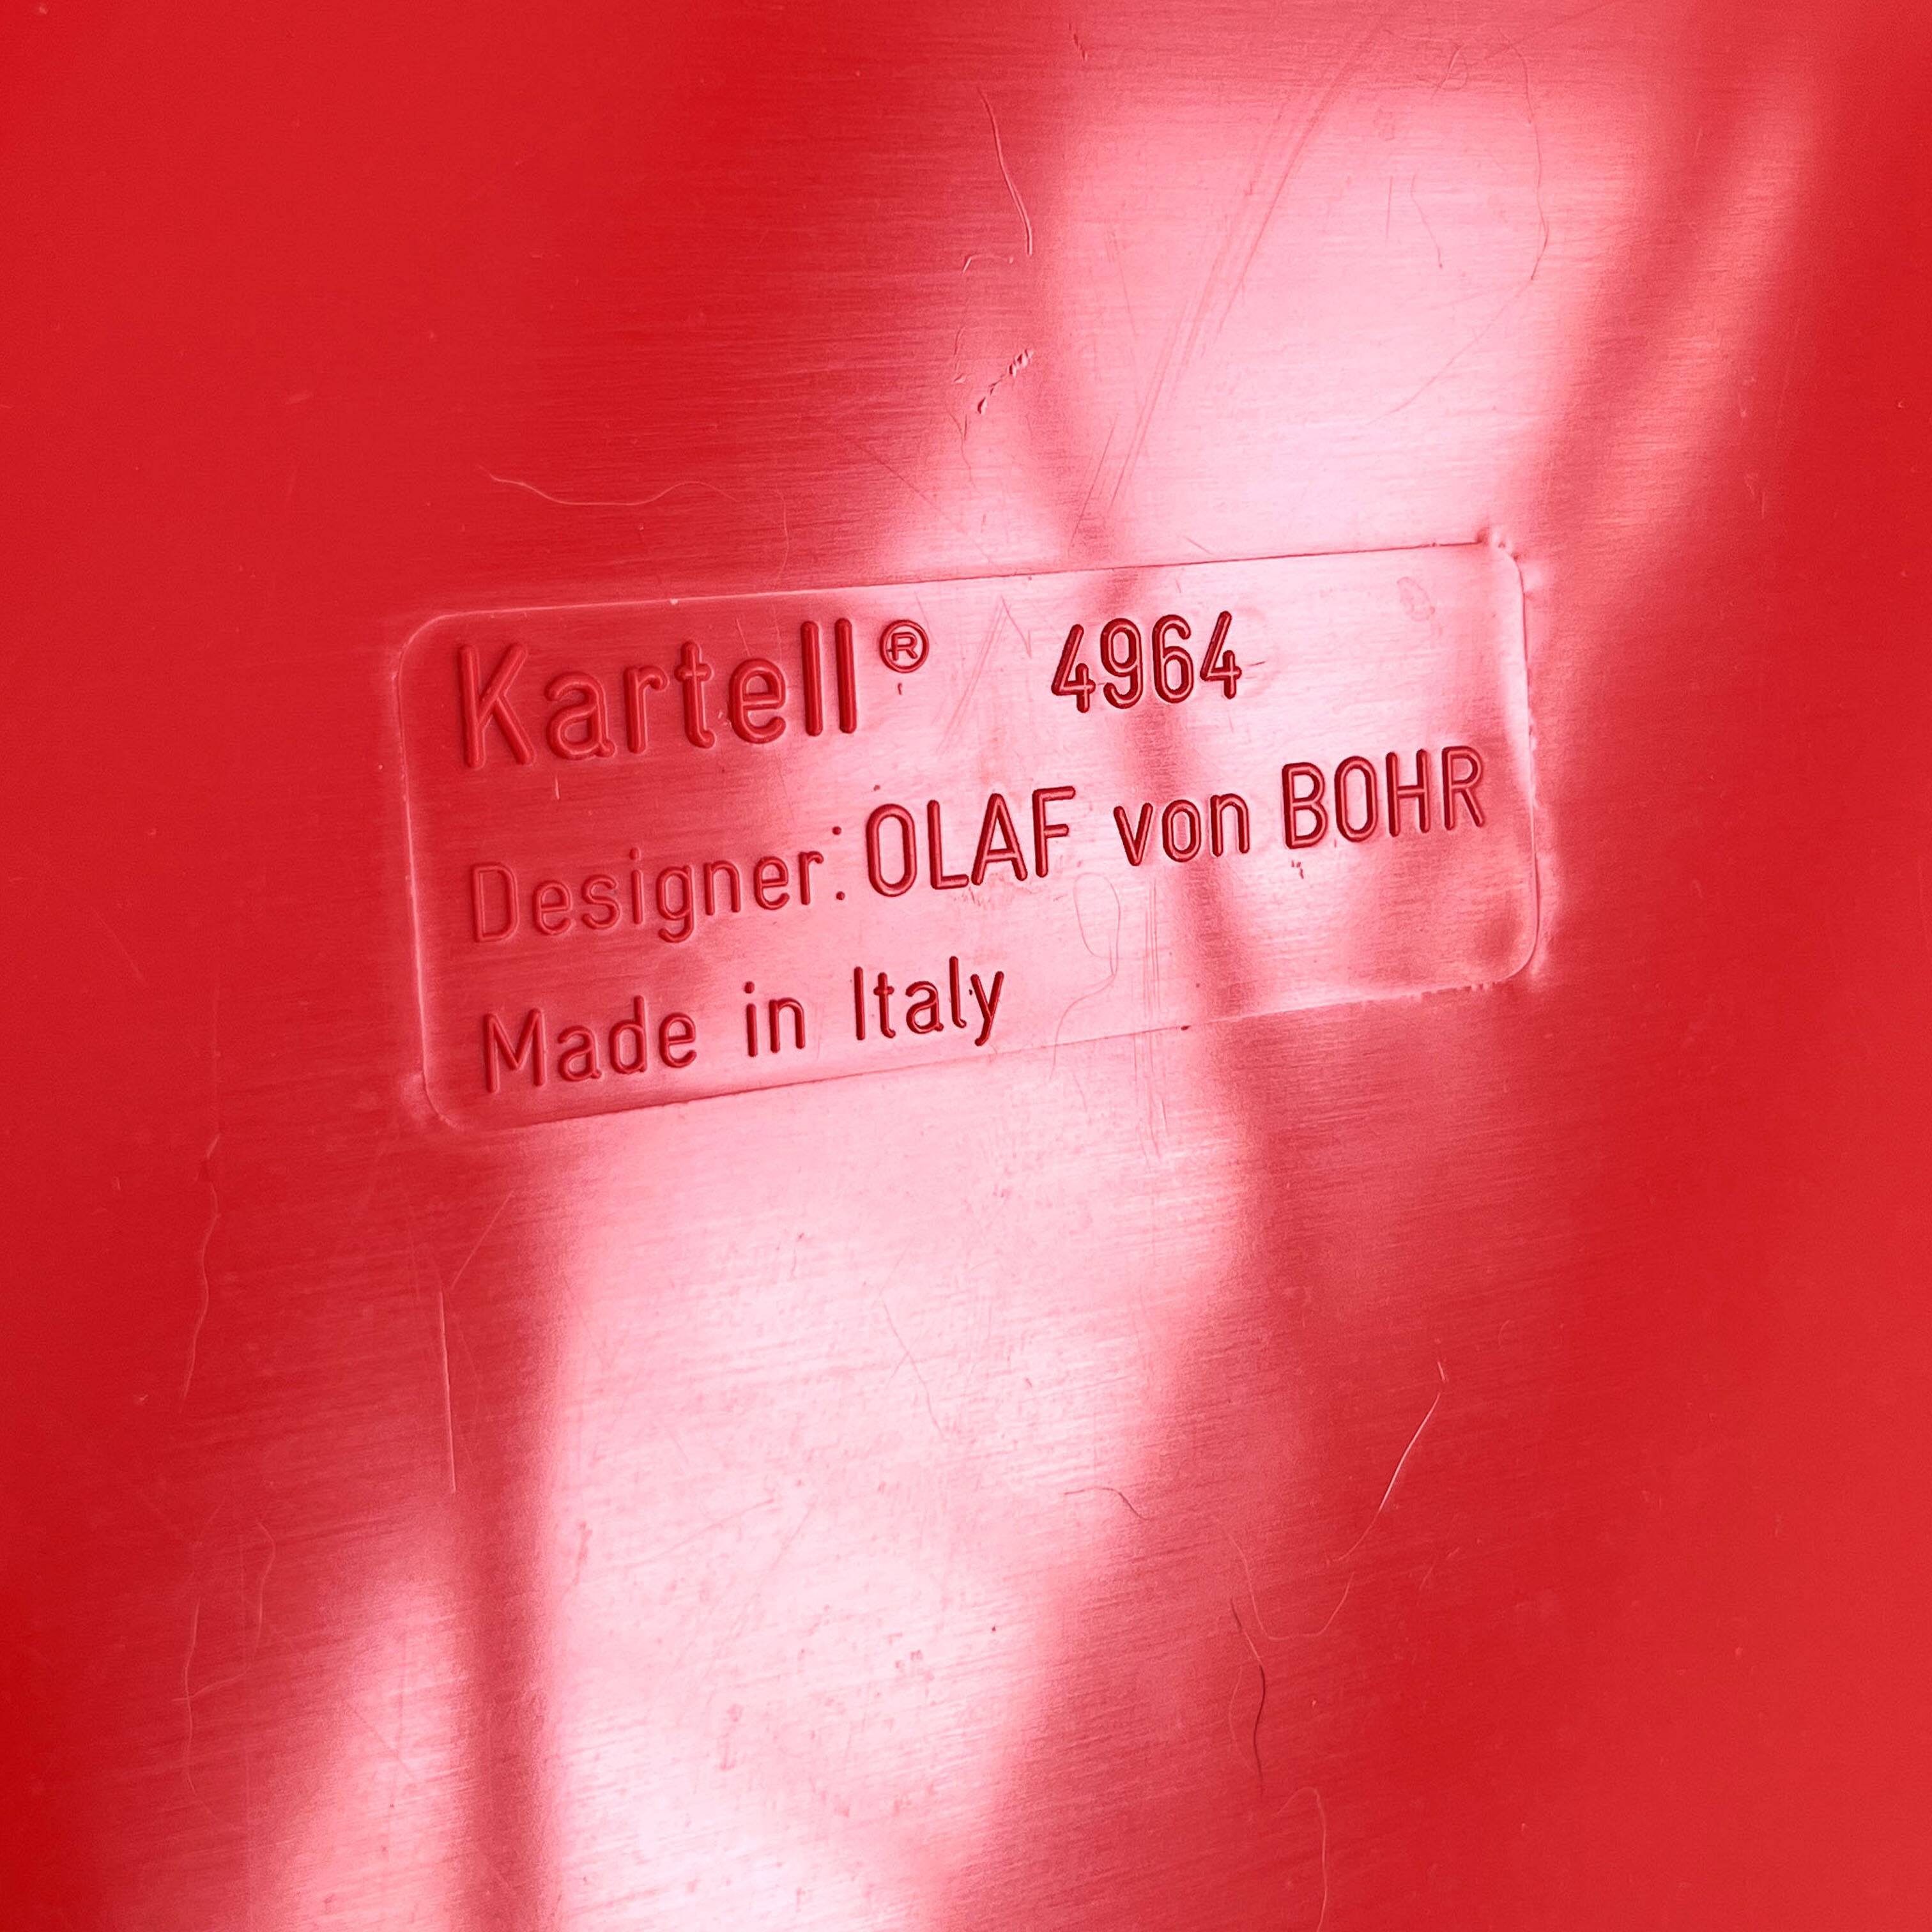 Kartell® 4964
Designer: OLAF von BOHR
Made in Italy